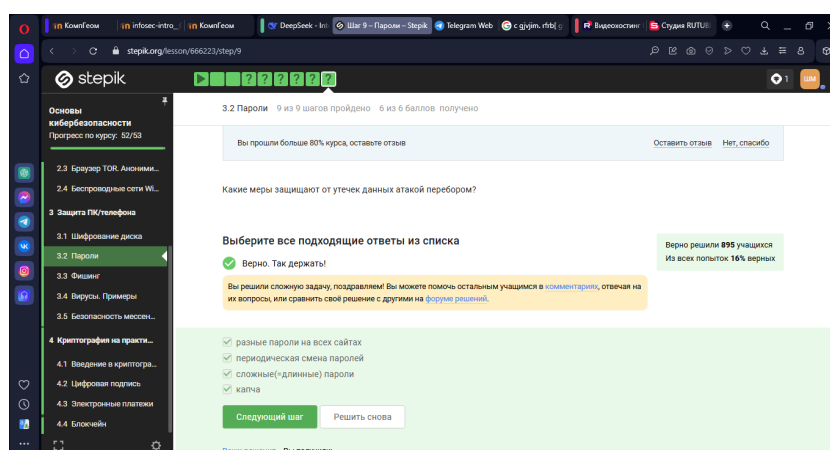 КомпГеом
infosec-intro_
КомпГеом
DeepSeek - Int
Шаг 9 – Пароли – Stepik
Telegram Web
c gjvjim. rfrb[
Видеохостинг
Студия RUTUB
stepik.org/lesson/666223/step/9
stepik
1
ШМ
Основы
кибербезопасности
Прогресс по курсу: 52/53
2.3 Браузер TOR. Аноними...
2.4 Беспроводные сети Wi...
3 Защита ПК/телефона
3.1 Шифрование диска
3.2 Пароли
3.3 Фишинг
3.4 Вирусы. Примеры
3.5 Безопасность мессен...
4 Криптография на практи...
4.1 Введение в криптогра...
4.2 Цифровая подпись
4.3 Электронные платежи
4.4 Блокчейн
3.2 Пароли 9 из 9 шагов пройдено 6 из 6 баллов получено
Вы прошли больше 80% курса, оставьте отзыв
Оставить отзыв Нет, спасибо
Какие меры защищают от утечек данных атакой перебором?
Выберите все подходящие ответы из списка
Верно. Так держать!
Верно решили 895 учащихся
Из всех попыток 16% верных
Вы решили сложную задачу, поздравляем! Вы можете помочь остальным учащимся в комментариях, отвечая на
их вопросы, или сравнить своё решение с другими на форуме решений.
разные пароли на всех сайтах
периодическая смена паролей
сложные(=длинные) пароли
капча
Следующий шаг
Решить снова